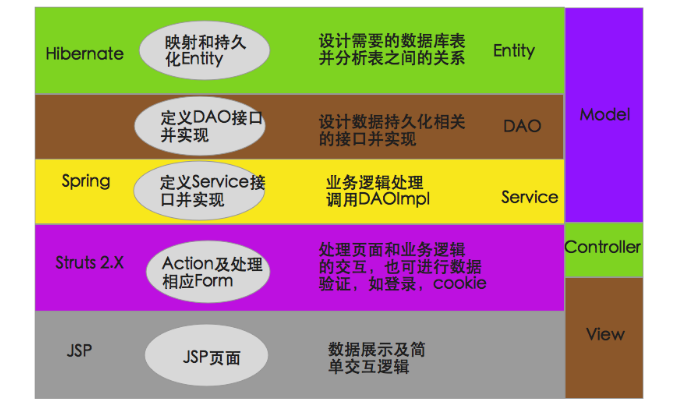 Hibernate
映射和持久
化Entity
设计需要的数据库表
并分析表之间的关系
Entity
定义DAO接口
并实现
设计数据持久化相关
的接口并实现
DAO
Model
Spring
定义Service接
口并实现
业务逻辑处理
调用DAOImpl
Service
Struts 2.X
Action及处理
相应Form
处理页面和业务逻辑
的交互，也可进行数据
验证，如登录，cookie
Controller
JSP
JSP页面
数据展示及简
单交互逻辑
View